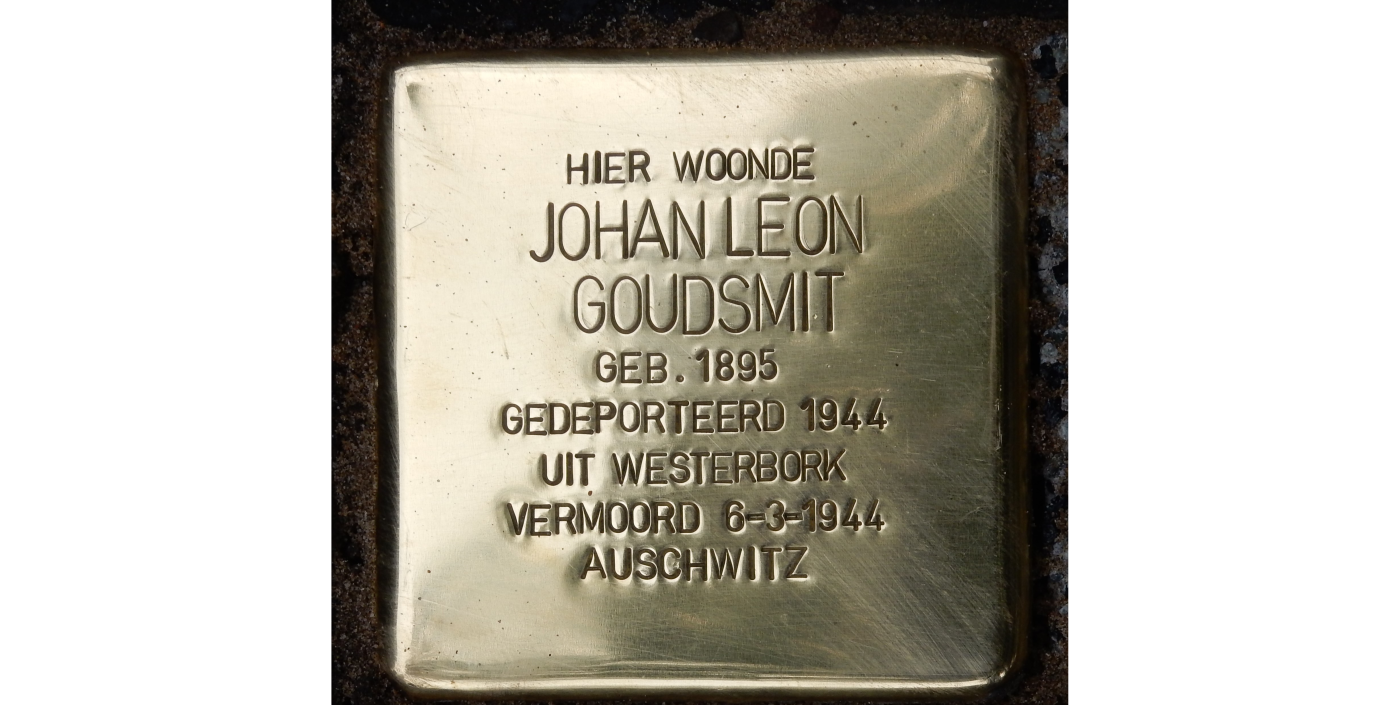 HIER WOONDE
JOHAN LEON
GOUDSMIT
GEB. 1895
GEDEPORTEERD 1944
UIT WESTERBORK
VERMOORD 6-3-1944
AUSCHWITZ